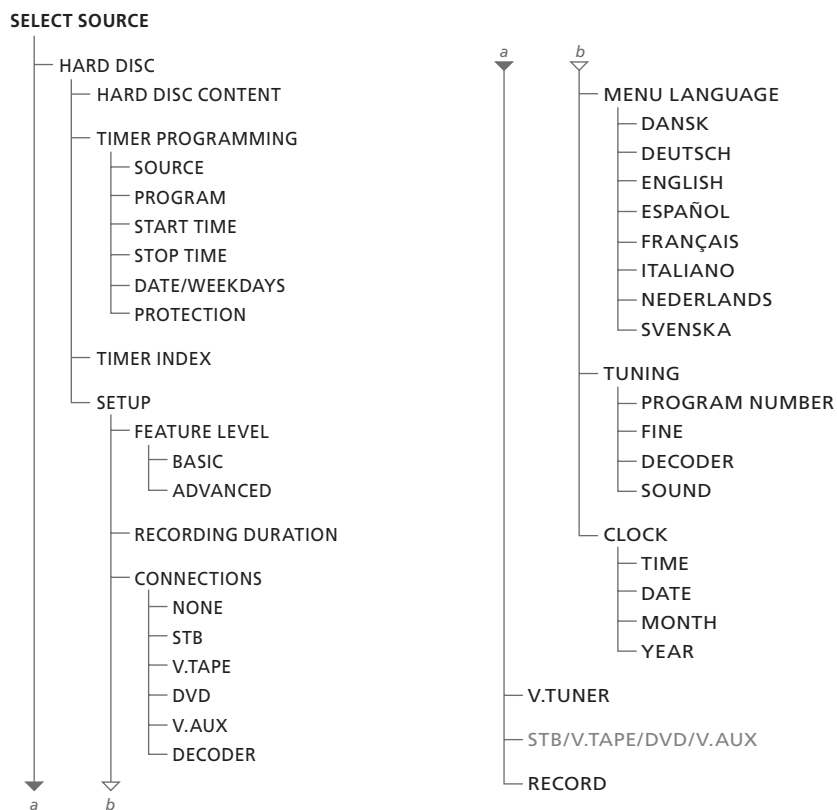 SELECT SOURCE
HARD DISC
HARD DISC CONTENT
TIMER PROGRAMMING
SOURCE
PROGRAM
START TIME
STOP TIME
DATE/WEEKDAYS
PROTECTION
TIMER INDEX
SETUP
FEATURE LEVEL
BASIC
ADVANCED
RECORDING DURATION
CONNECTIONS
NONE
STB
V.TAPE
DVD
V.AUX
DECODER
a b
a b
MENU LANGUAGE
DANSK
DEUTSCH
ENGLISH
ESPAÑOL
FRANÇAIS
ITALIANO
NEDERLANDS
SVENSKA
TUNING
PROGRAM NUMBER
FINE
DECODER
SOUND
CLOCK
TIME
DATE
MONTH
YEAR
V.TUNER
STB/V.TAPE/DVD/V.AUX
RECORD